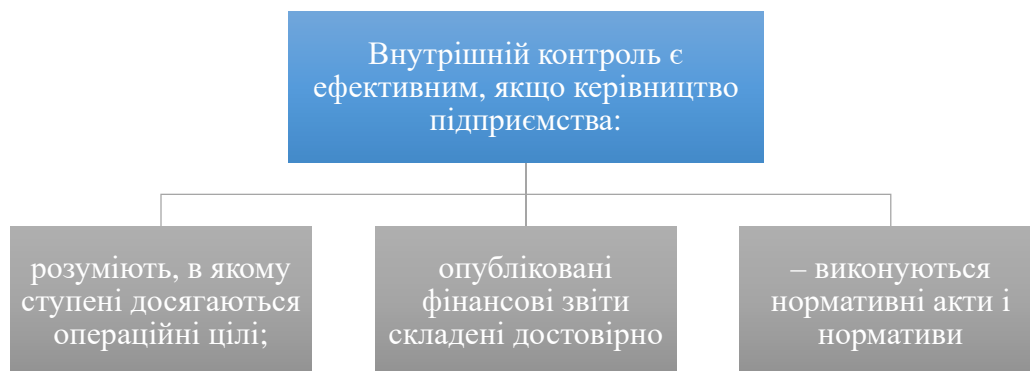 Внутрішній контроль є
ефективним, якщо керівництво
підприємства:
розуміють, в якому
ступені досягаються
операційні цілі;
опубліковані
фінансові звіти
складені достовірно
– виконуються
нормативні акти і
нормативи